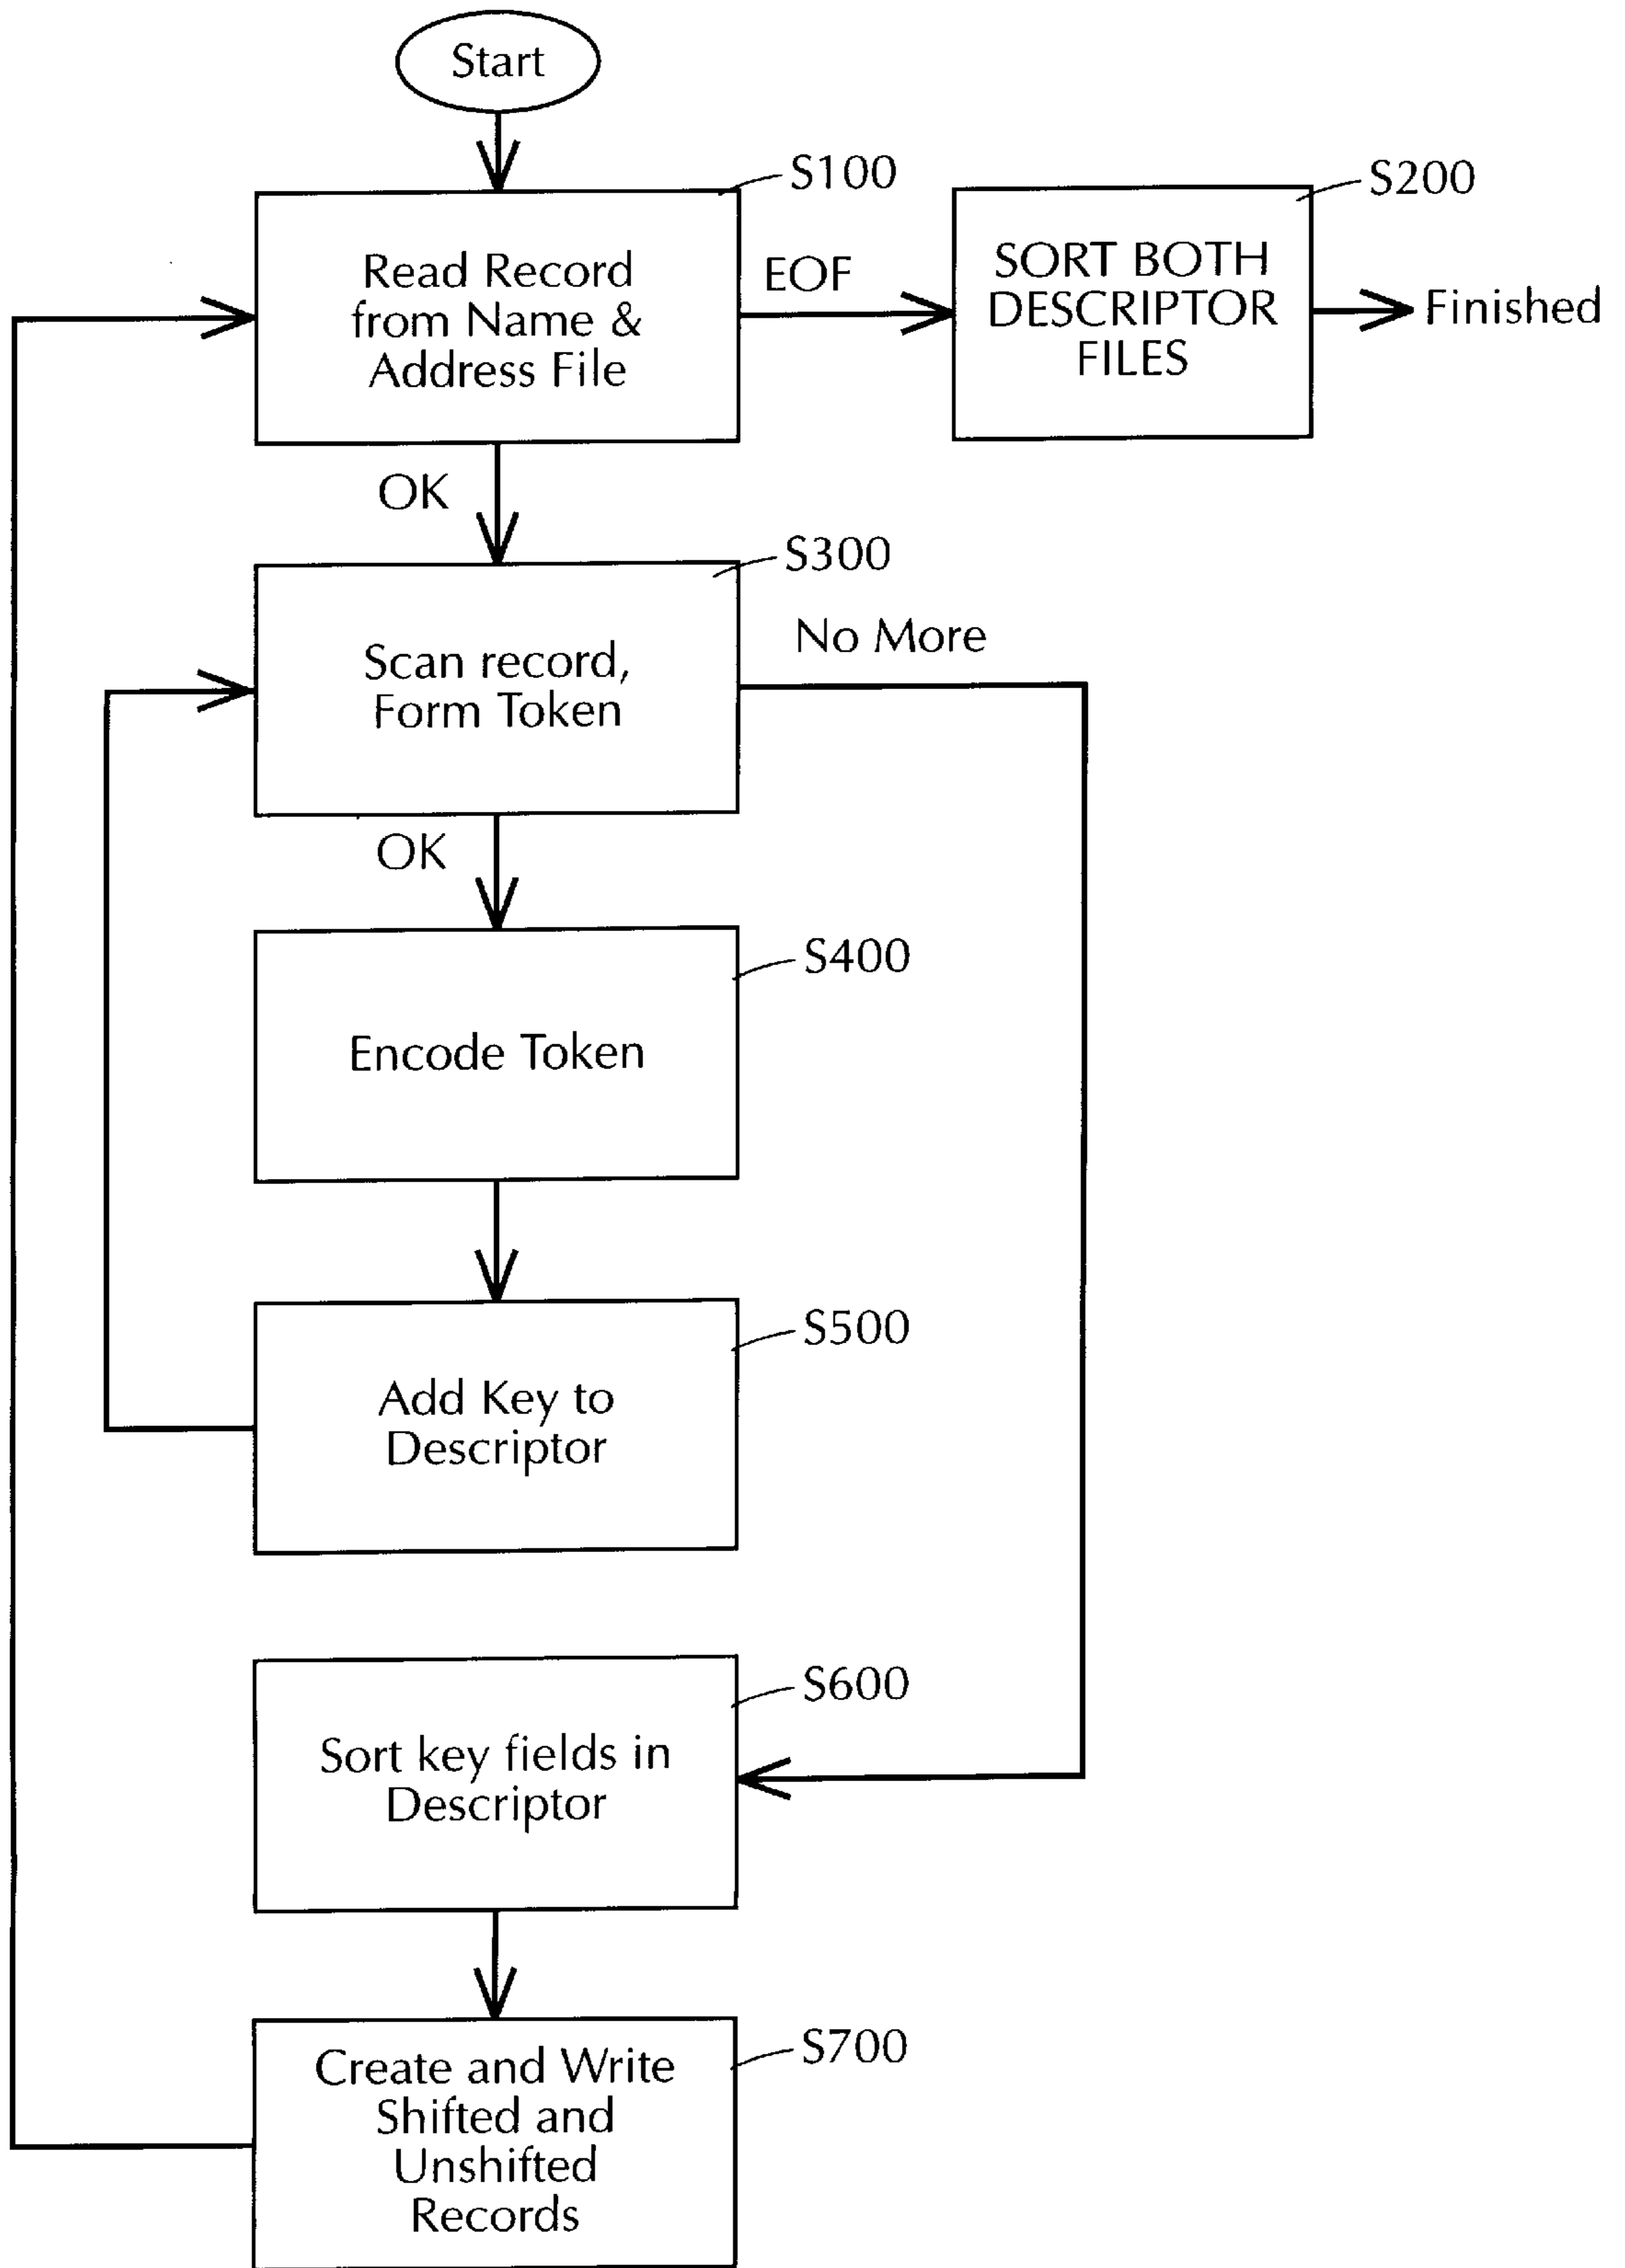 Start
S100
Read Record
from Name &
Address File
EOF
S200
SORT BOTH
DESCRIPTOR
FILES
Finished
OK
S300
Scan record,
Form Token
No More
OK
S400
Encode Token
S500
Add Key to
Descriptor
S600
Sort key fields in
Descriptor
S700
Create and Write
Shifted and
Unshifted
Records